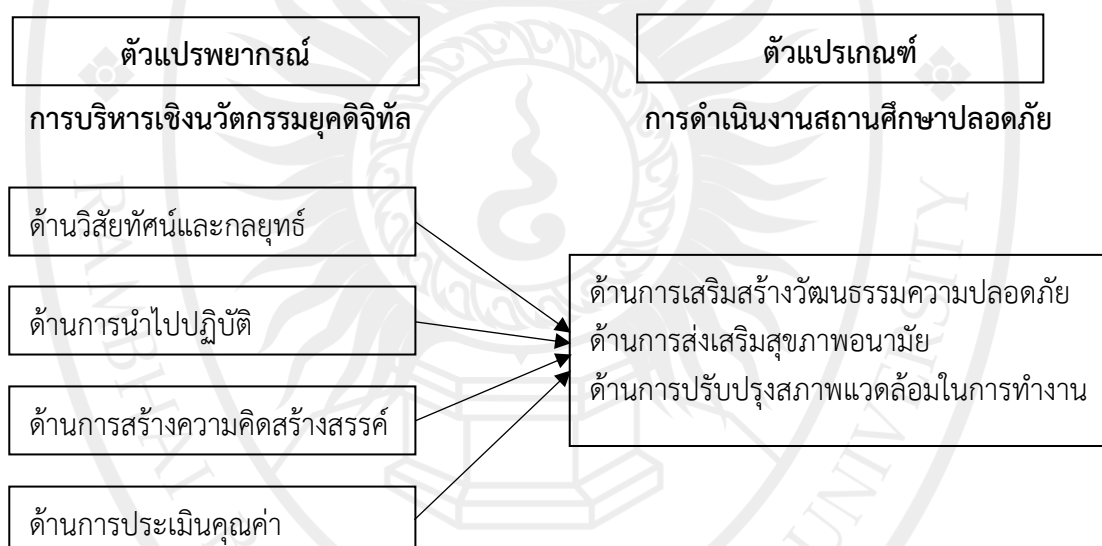 ตัวแปรพยากรณ์
การบริหารเชิงนวัตกรรมยุคดิจิทัล
ด้านวิสัยทัศน์และกลยุทธ์
ด้านการนำไปปฏิบัติ
ด้านการสร้างความคิดสร้างสรรค์
ด้านการประเมินคุณค่า
ตัวแปรเกณฑ์
การดำเนินงานสถานศึกษาปลอดภัย
ด้านการเสริมสร้างวัฒนธรรมความปลอดภัย
ด้านการส่งเสริมสุขภาพอนามัย
ด้านการปรับปรุงสภาพแวดล้อมในการทำงาน
UNIVERSITY